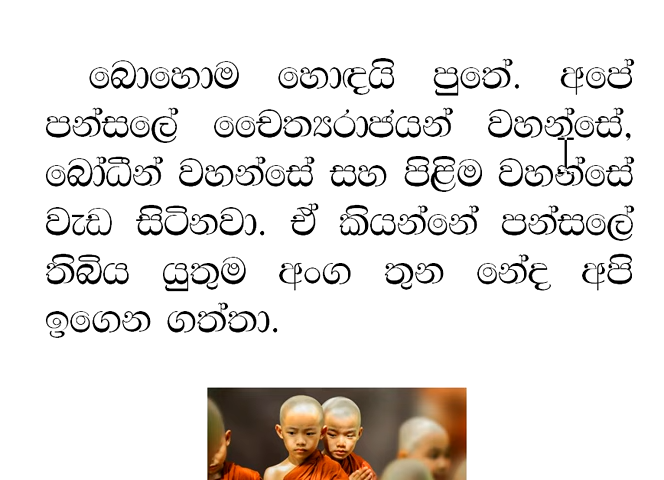 බොහොම හොඳයි පුතේ. අපේ
පන්සලේ චෛත්‍යරාජයන් වහන්සේ,
බෝධීන් වහන්සේ සහ පිළිම වහන්සේ
වැඩ සිටිනවා. ඒ කියන්නේ පන්සලේ
තිබිය යුතුම අංග තුන නේද අපි
ඉගෙන ගත්තා.